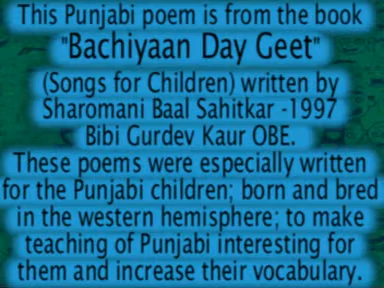 This Punjabi poem is from the book
"Bachiyaan Day Geet"
(Songs for Children) written by
Sharomani Baal Sahitkar -1997
Bibi Gurdev Kaur OBE.
These poems were especially written
for the Punjabi children; born and bred
in the western hemisphere; to make
teaching of Punjabi interesting for
them and increase their vocabulary.